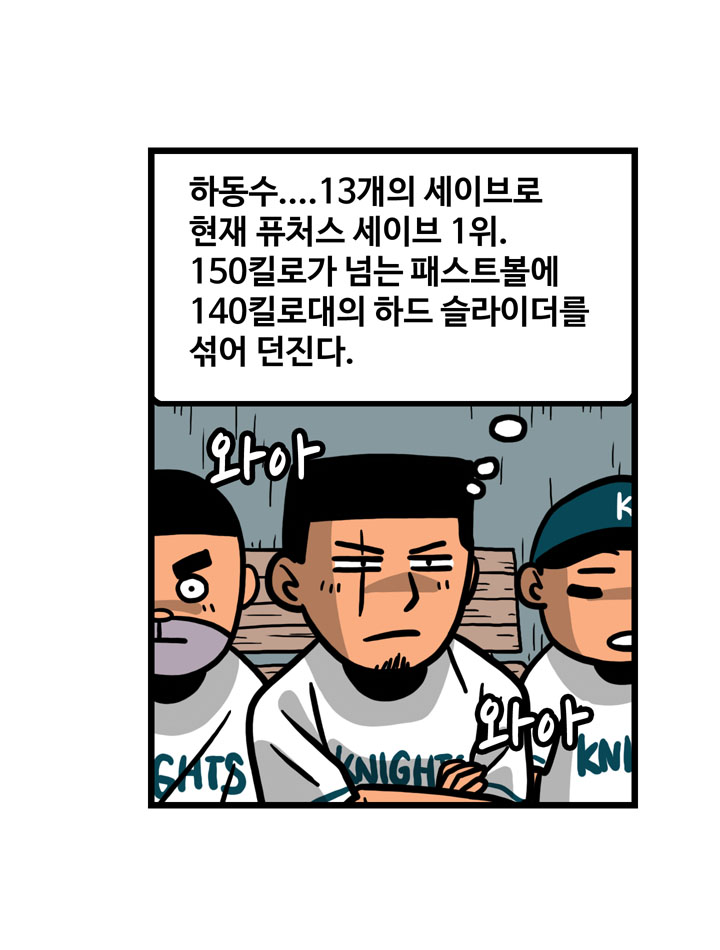 하동수....13개의 세이브로
현재 퓨처스 세이브 1위.
150킬로가 넘는 패스트볼에
140킬로대의 하드 슬라이더를
섞어 던진다.
와아
K
와아
GHTS
KNIGHTS
KNI